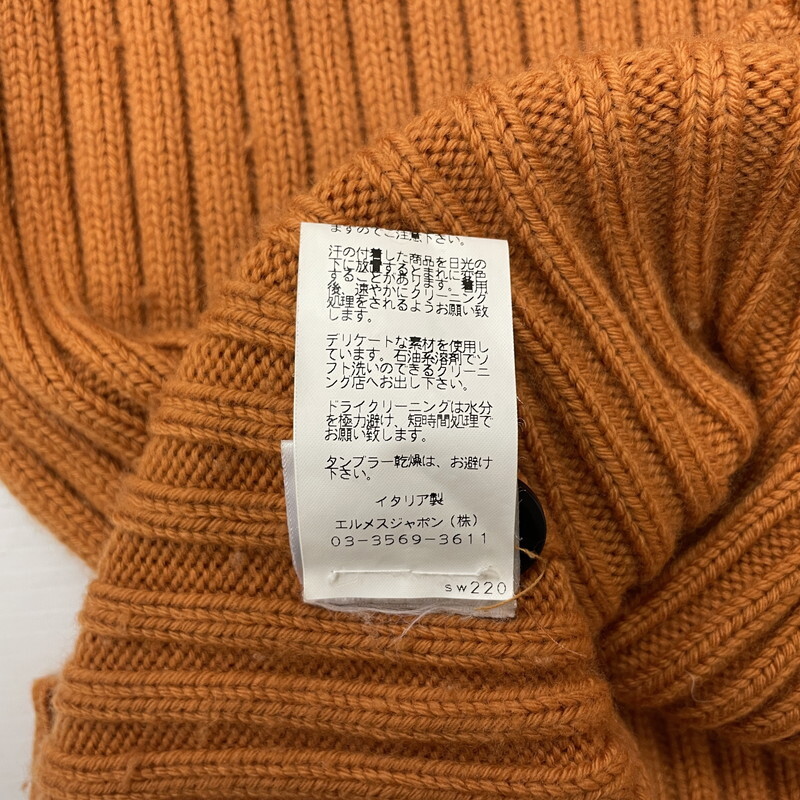 ますのでご注意下さい。
汗の付着した商品を日光の
下に放置するとまれに変色
することがあります。着用
後、速やかにクリーニング
処理をされるようお願い致
します。
デリケートな素材を使用し
ています。石油系溶剤でソ
フト洗いのできるクリーニ
ング店へお出し下さい。
ドライクリーニングは水分
を極力避け、短時間処理で
お願い致します。
タンブラー乾燥は、お避け
下さい。
イタリア製
エルメスジャポン(株)
03-3569-3611
sw220